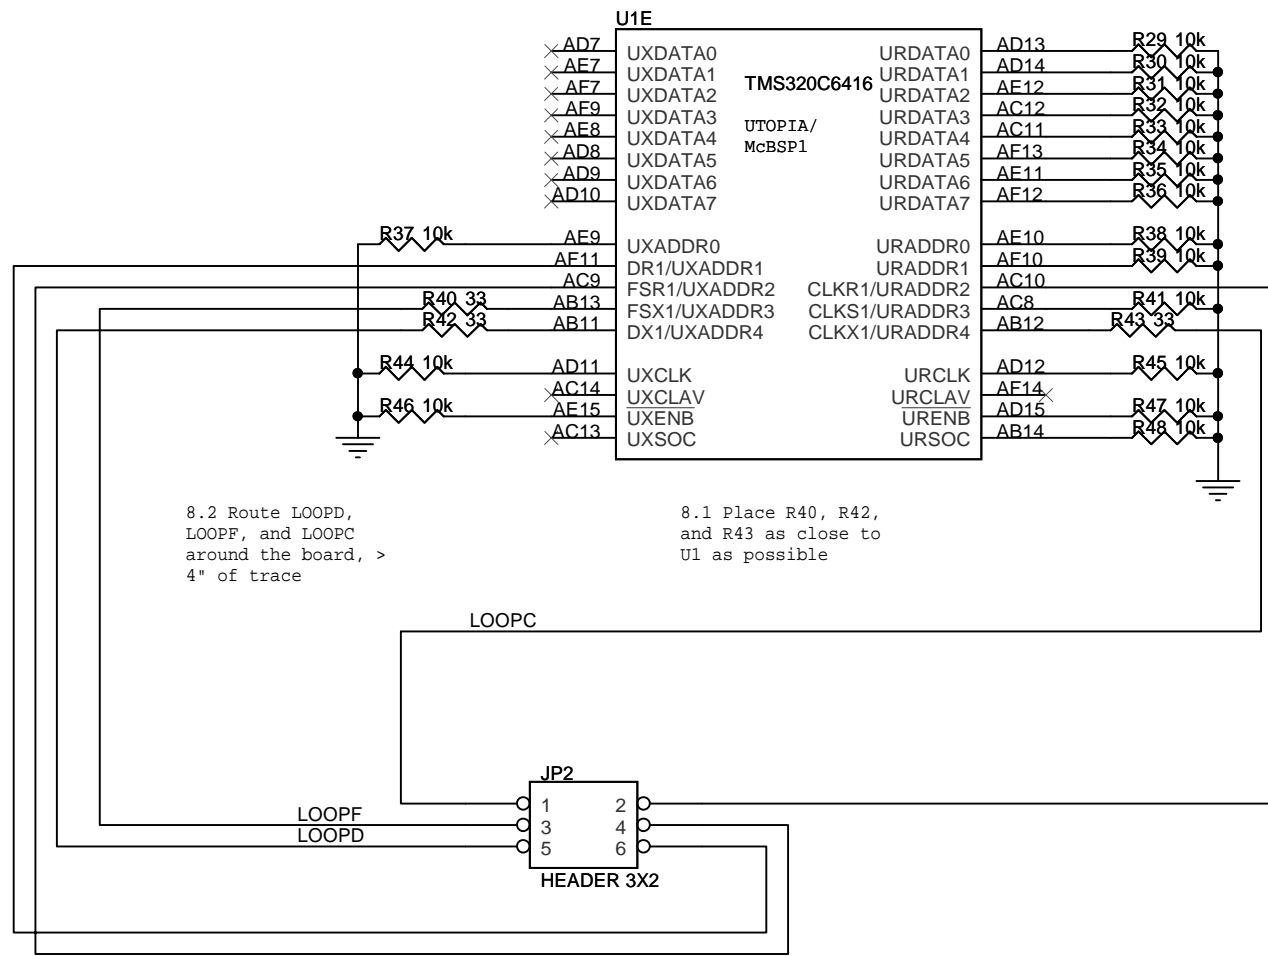 U1E
AD7 UXDATA0 URDATA0 AD13 R29 10k
AE7 UXDATA1 URDATA1 AD14 R30 10k
TMS320C6416
AF7 UXDATA2 URDATA2 AE12 R31 10k
AF9 UXDATA3 URDATA3 AC12 R32 10k
UTOPIA/
AE8 UXDATA4 URDATA4 AC11 R33 10k
McBSP1
AD8 UXDATA5 URDATA5 AF13 R34 10k
AD9 UXDATA6 URDATA6 AE11 R35 10k
AD10 UXDATA7 URDATA7 AF12 R36 10k
R37 10k AE9 UXADDR0 URADDR0 AE10 R38 10k
AF11 DR1/UXADDR1 URADDR1 AF10 R39 10k
AC9 FSR1/UXADDR2 CLKR1/URADDR2 AC10
R40 33 AB13 FSX1/UXADDR3 CLKS1/URADDR3 AC8 R41 10k
R42 33 AB11 DX1/UXADDR4 CLKX1/URADDR4 AB12 R43 33
R44 10k AD11 UXCLK URCLK AD12 R45 10k
AC14 UXCLAV URCLAV AF14
R46 10k AE15 UXENB URENB AD15 R47 10k
AC13 UXSOC URSOC AB14 R48 10k
8.2 Route LOOPD,
LOOPF, and LOOPC
around the board, >
4" of trace
8.1 Place R40, R42,
and R43 as close to
U1 as possible
LOOPC
JP2
1 2
LOOPF 3 4
LOOPD 5 6
HEADER 3X2